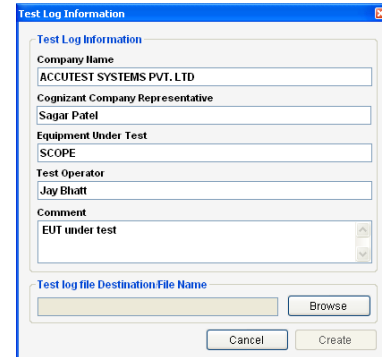 Test Log Information
Test Log Information
Company Name
ACCUTEST SYSTEMS PVT. LTD
Cognizant Company Representative
Sagar Patel
Equipment Under Test
SCOPE
Test Operator
Jay Bhatt
Comment
EUT under test
Test log file Destination/File Name
Browse
Cancel Create